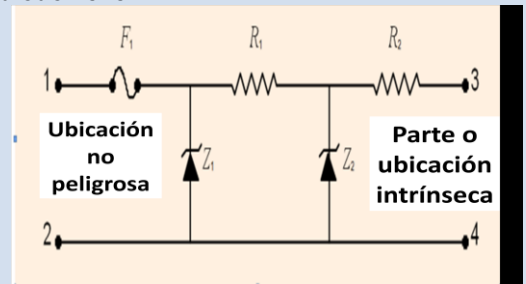 F₁ R₁ R₂
1 3
Ubicación
no
peligrosa
Z₁ Z₂
Parte o
ubicación
intrínseca
2 4